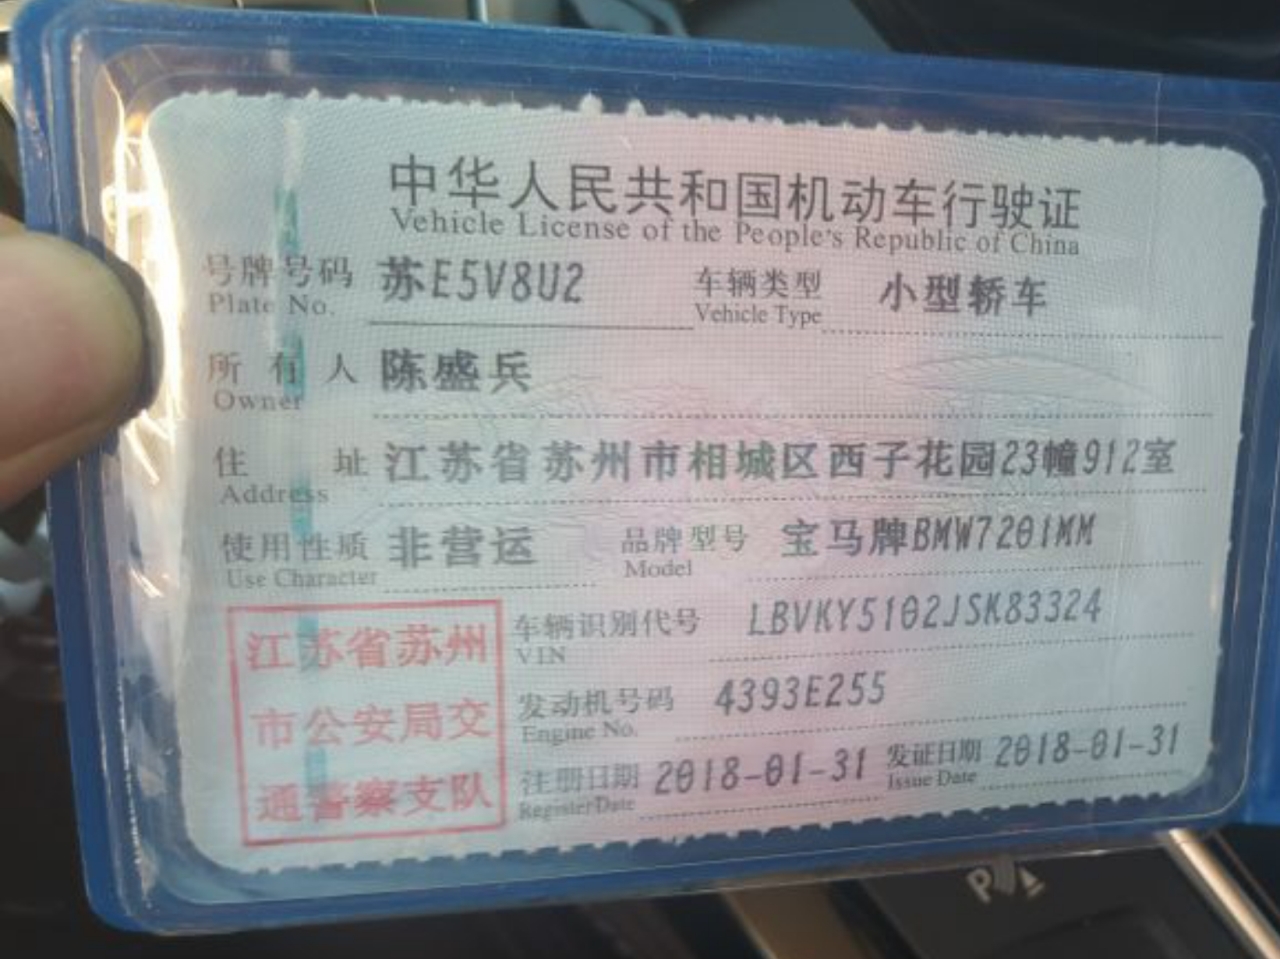 中华人民共和国机动车行驶证
Vehicle License of the People's Republic of China
号牌号码 苏E5V8U2 车辆类型 小型轿车
Plate No. Vehicle Type
所有人 陈盛兵
Owner
住址 江苏省苏州市相城区西子花园23幢912室
Address
使用性质 非营运 品牌型号 宝马牌BMW7201MM
Use Character Model
江苏省苏州
市公安局交
通警察支队
车辆识别代号 LBVKY5102JSK83324
VIN
发动机号码 4393E255
Engine No.
注册日期 2018-01-31 发证日期 2018-01-31
Register Date Issue Date
P